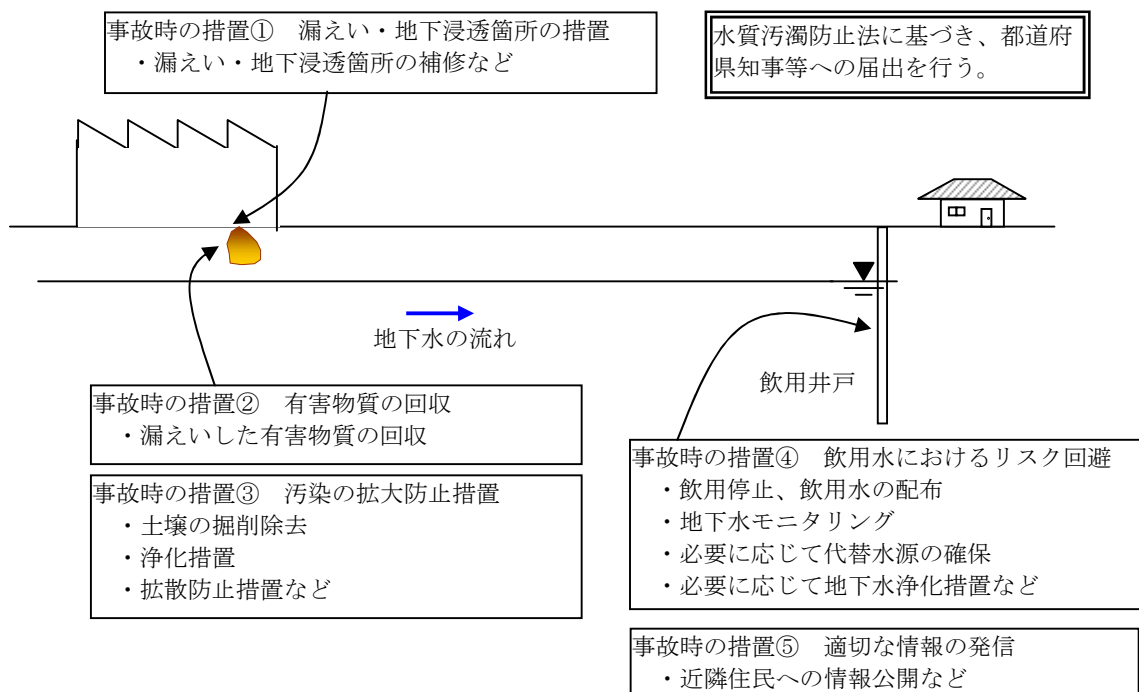 事故時の措置① 漏えい・地下浸透箇所の措置
・漏えい・地下浸透箇所の補修など
水質汚濁防止法に基づき、都道府
県知事等への届出を行う。
地下水の流れ
飲用井戸
事故時の措置② 有害物質の回収
・漏えいした有害物質の回収
事故時の措置③ 汚染の拡大防止措置
・土壌の掘削除去
・浄化措置
・拡散防止措置など
事故時の措置④ 飲用水におけるリスク回避
・飲用停止、飲用水の配布
・地下水モニタリング
・必要に応じて代替水源の確保
・必要に応じて地下水浄化措置など
事故時の措置⑤ 適切な情報の発信
・近隣住民への情報公開など